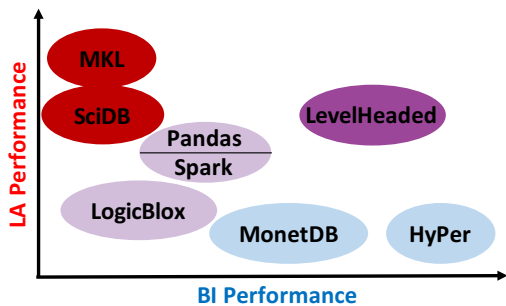 LA Performance
MKL
SciDB
LevelHeaded
Pandas
Spark
LogicBlox
MonetDB
HyPer
BI Performance